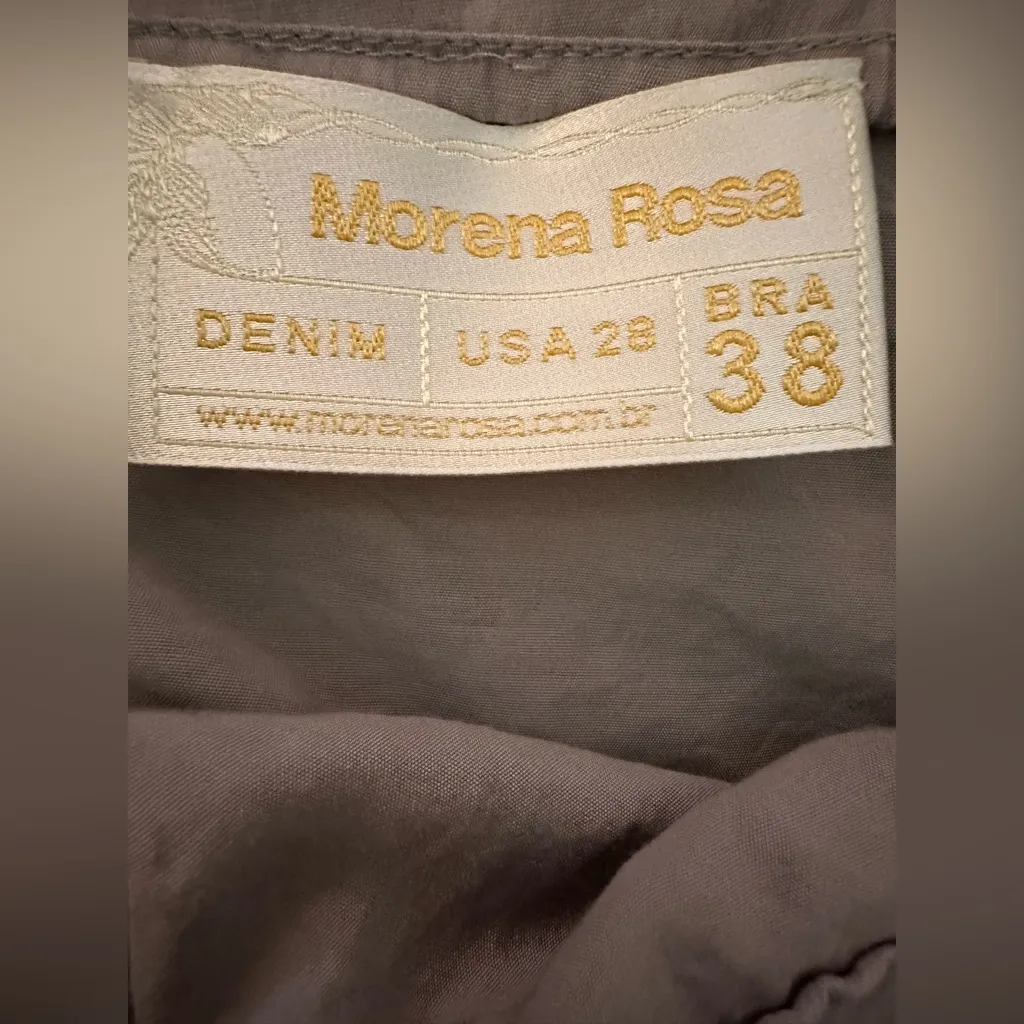 Morena Rosa
DENIM
USA 28
BRA
38
www.morenarosa.com.br